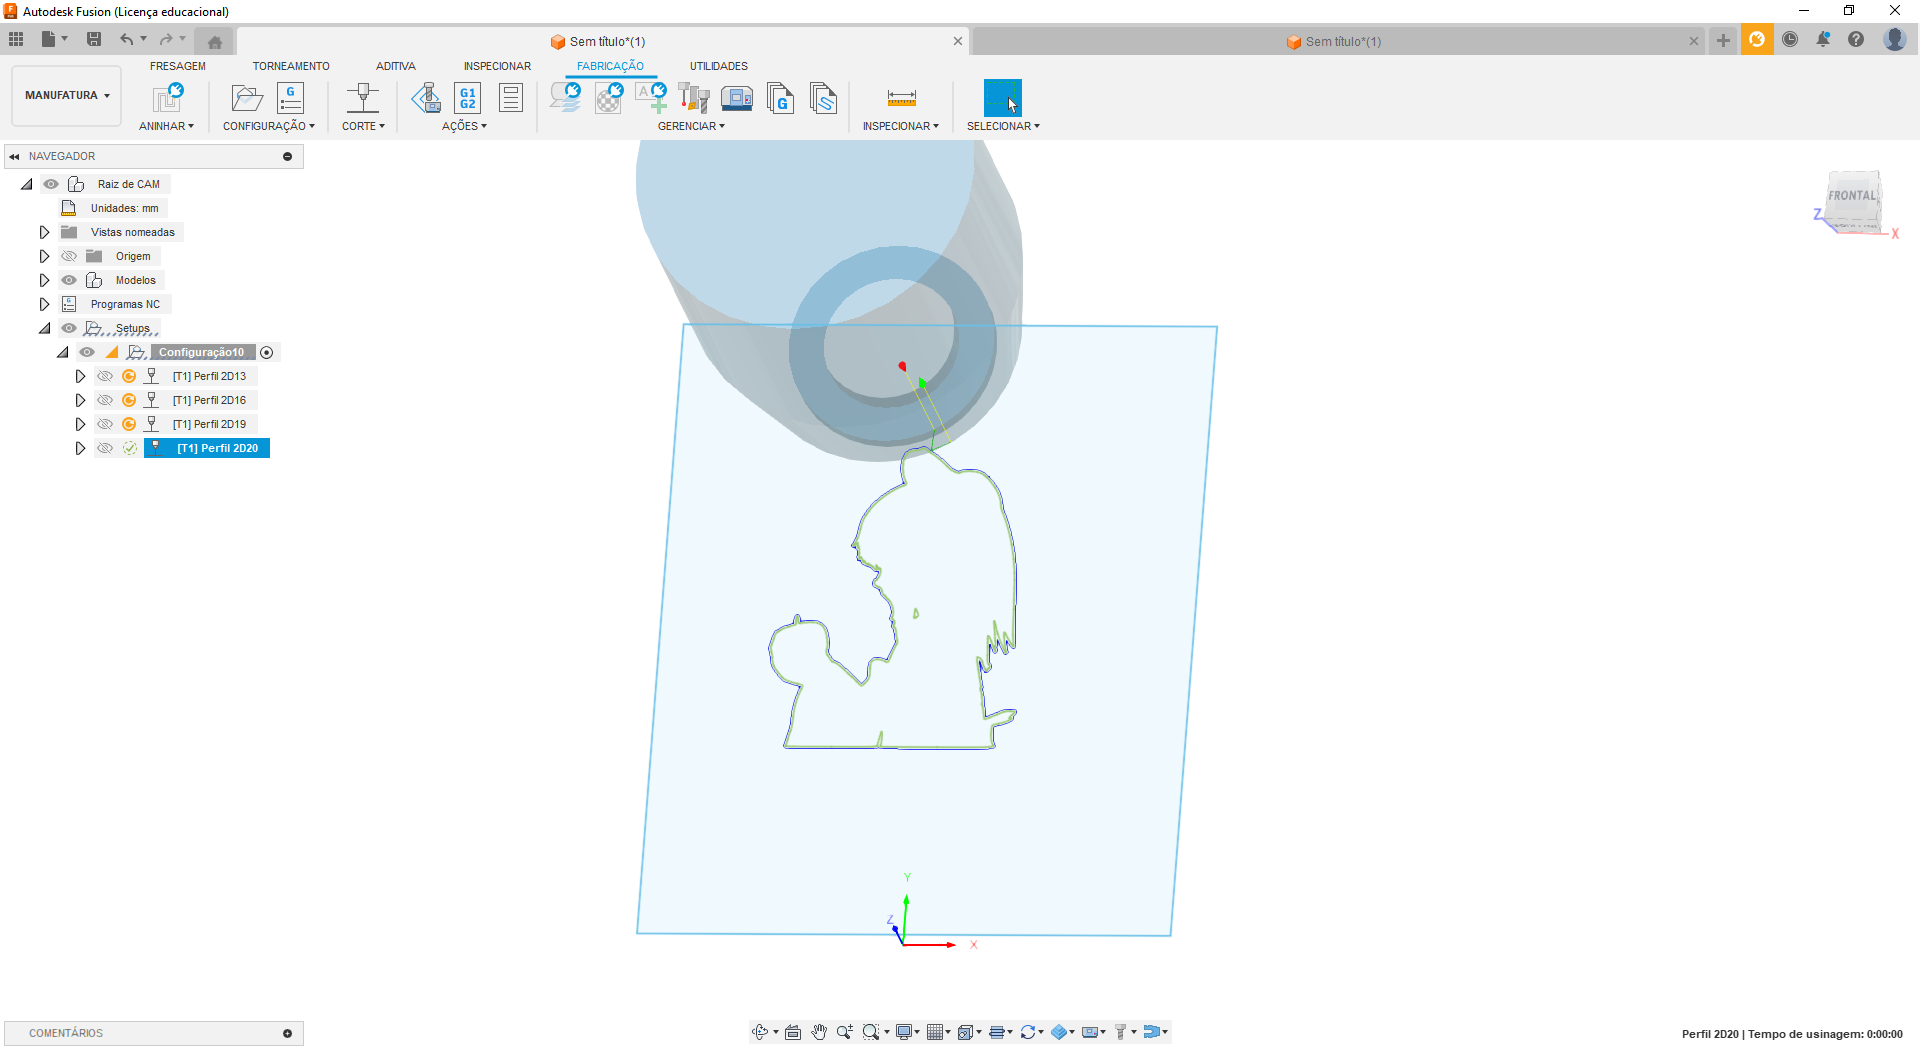 Autodesk Fusion (Licença educacional)
Sem título*(1)
Sem título*(1)
MANUFATURA
FRESAGEM
TORNEAMENTO
ADITIVA
INSPECIONAR
FABRICAÇÃO
UTILIDADES
G
G1
G2
A
G
ANINHAR
CONFIGURAÇÃO
CORTE
AÇÕES
GERENCIAR
INSPECIONAR
SELECIONAR
NAVEGADOR
Raiz de CAM
Unidades: mm
Vistas nomeadas
Origem
Modelos
Programas NC
Setups
Configuração10
[T1] Perfil 2D13
[T1] Perfil 2D16
[T1] Perfil 2D19
[T1] Perfil 2D20
FRONTAL
Z
X
Y
Z
X
COMENTÁRIOS
Perfil 2D20 | Tempo de usinagem: 0:00:00